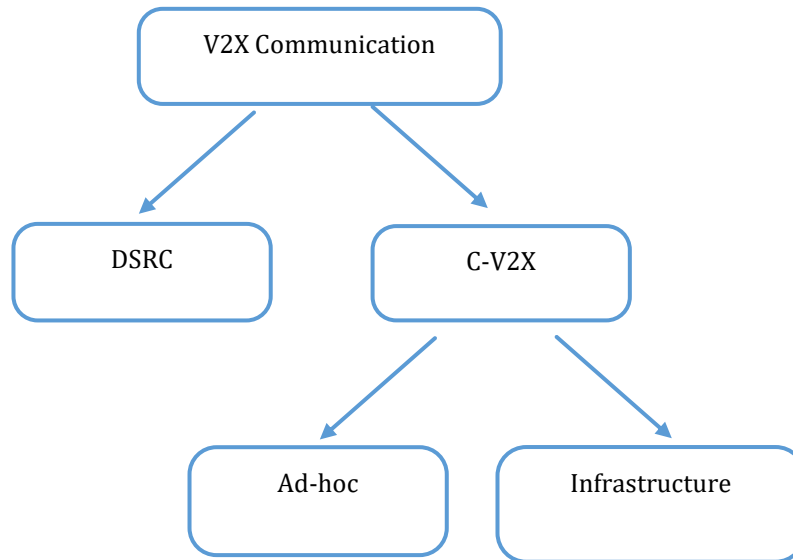 V2X Communication
DSRC
C-V2X
Ad-hoc
Infrastructure